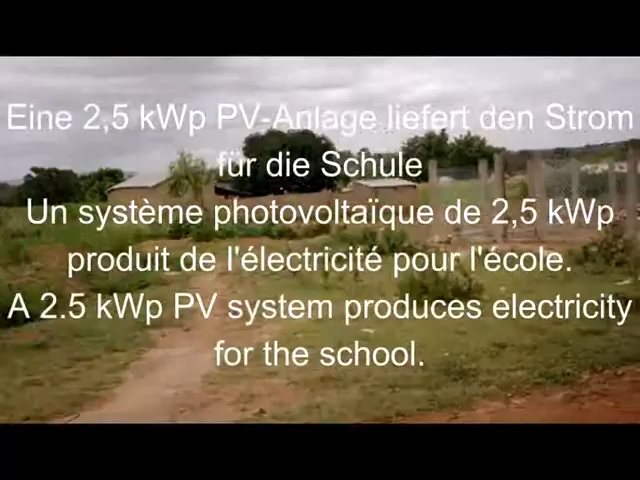 Eine 2,5 kWp PV-Anlage liefert den Strom
für die Schule
Un système photovoltaïque de 2,5 kWp
produit de l'électricité pour l'école.
A 2.5 kWp PV system produces electricity
for the school.